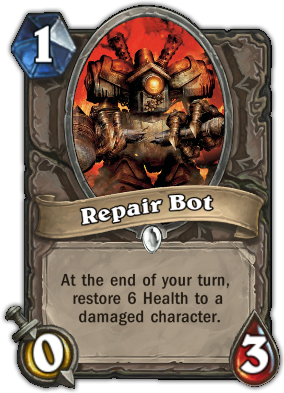 1
Repair Bot
At the end of your turn,
restore 6 Health to a
damaged character.
0
3